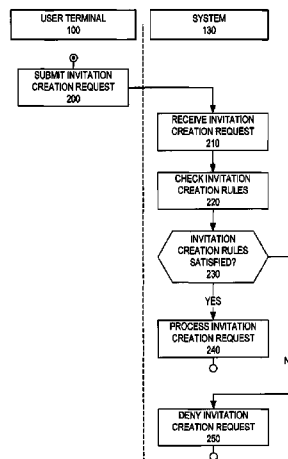 USER TERMINAL
100
SYSTEM
130
SUBMIT INVITATION
CREATION REQUEST
200
RECEIVE INVITATION
CREATION REQUEST
210
CHECK INVITATION
CREATION RULES
220
INVITATION
CREATION RULES
SATISFIED?
230
YES
PROCESS INVITATION
CREATION REQUEST
240
N
DENY INVITATION
CREATION REQUEST
250